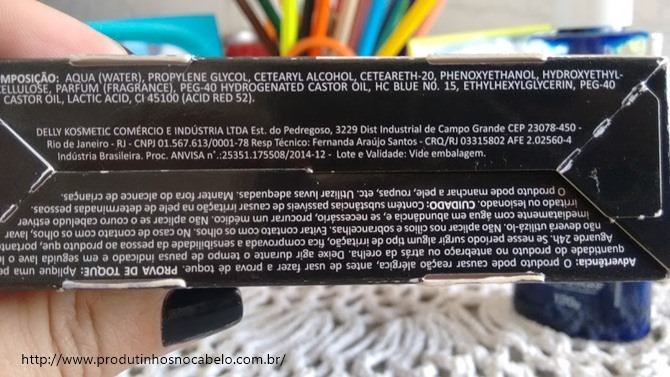 MPOSIÇÃO: AQUA (WATER), PROPYLENE GLYCOL, CETEARYL ALCOHOL, CETEARETH-20, PHENOXYETHANOL, HYDROXYETHYL-
CELLULOSE, PARFUM (FRAGRANCE), PEG-40 HYDROGENATED CASTOR OIL, HC BLUE NO. 15, ETHYLHEXYLGLYCERIN, PEG-40
CASTOR OIL, LACTIC ACID, CI 45100 (ACID RED 52).
DELLY KOSMETIC COMÉRCIO E INDÚSTRIA LTDA Est. do Pedregoso, 3229 Dist Industrial de Campo Grande CEP 23078-450 -
Rio de Janeiro - RJ - CNPJ 01.567.613/0001-78 Resp Técnico: Fernanda Araújo Santos - CRQ/RJ 03315802 AFE 2.02560-4
Indústria Brasileira. Proc. ANVISA n°.:25351.175508/2014-12 - Lote e Validade: Vide embalagem.
Advertência: O produto pode causar reação alérgica, antes de usar fazer a prova de toque. PROVA DE TOQUE: Aplique uma pe
quantidade do produto no antebraço ou atrás da orelha. Deixe agir durante o tempo de pausa indicado e em seguida lave o lo
Aguarde 24h. Se nesse período surgir algum tipo de irritação, fica comprovada a sensibilidade da pessoa ao produto que, portanto
não deverá utilizá-lo. Não aplicar nos cílios e sobrancelhas. Evitar contato com os olhos. No caso de contato com os olhos, lavar
imediatamente com água em abundância e, se necessário, procurar um médico. Não aplicar se o couro cabeludo estiver
irritado ou lesionado. CUIDADO: Contém substâncias passíveis de causar irritação na pele de determinadas pessoas.
O produto pode manchar a pele, roupas, etc. Utilizar luvas adequadas. Manter fora do alcance de crianças.
http://www.produtinhosnocabelo.com.br/